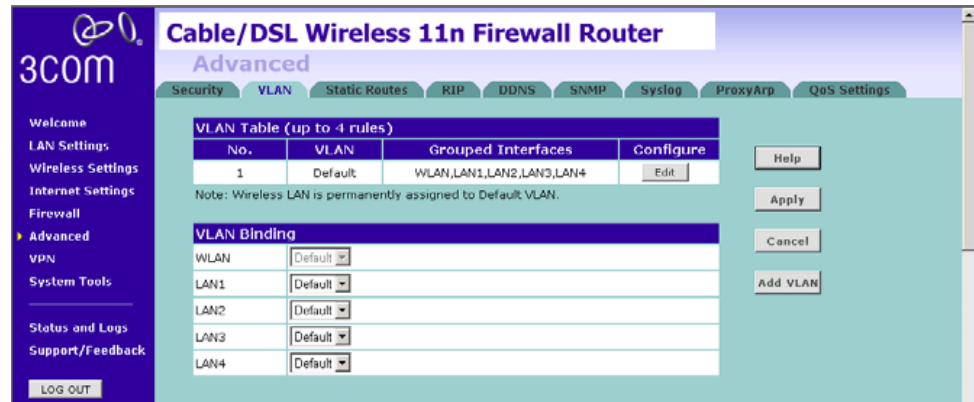 3COM
Cable/DSL Wireless 11n Firewall Router
Advanced
Security VLAN Static Routes RIP DDNS SNMP Syslog ProxyArp QoS Settings
Welcome
LAN Settings
Wireless Settings
Internet Settings
Firewall
Advanced
VPN
System Tools
Status and Logs
Support/Feedback
LOG OUT
VLAN Table (up to 4 rules)
No. VLAN Grouped Interfaces Configure
1 Default WLAN,LAN1,LAN2,LAN3,LAN4 Edit
Note: Wireless LAN is permanently assigned to Default VLAN.
VLAN Binding
WLAN Default
LAN1 Default
LAN2 Default
LAN3 Default
LAN4 Default
Help
Apply
Cancel
Add VLAN